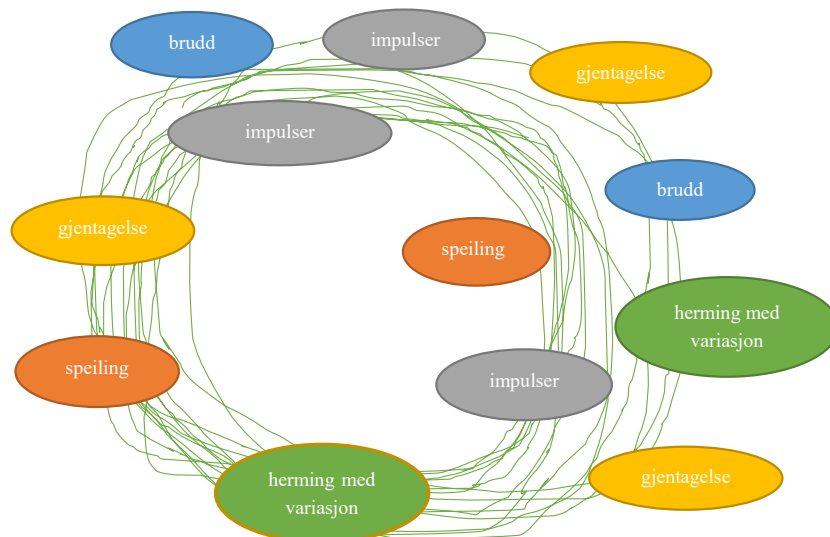 brudd
impulser
gjentagelse
impulser
brudd
gjentagelse
speiling
herming med
variasjon
speiling
impulser
herming med
variasjon
gjentagelse